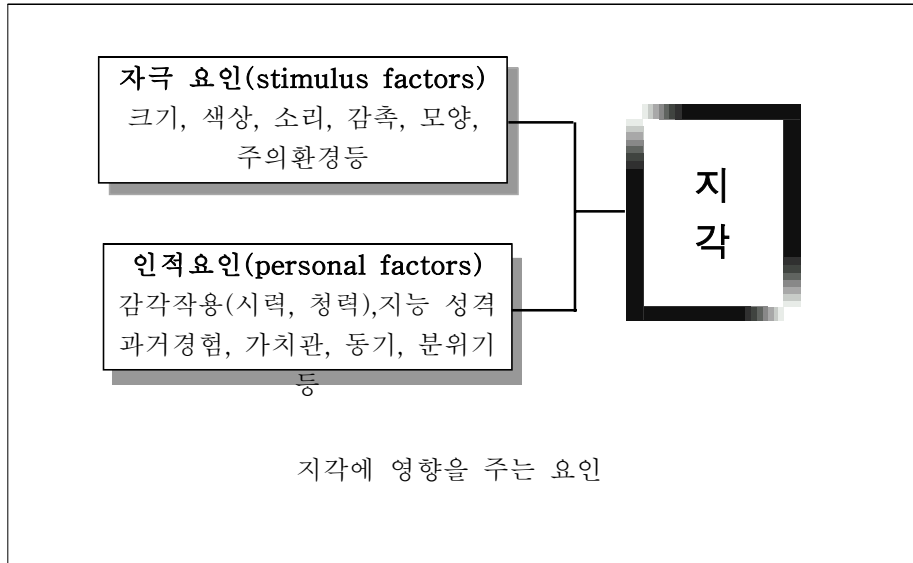 자극 요인(stimulus factors)
크기, 색상, 소리, 감촉, 모양,
주의환경등
지
각
인적요인(personal factors)
감각작용(시력, 청력),지능 성격
과거경험, 가치관, 동기, 분위기
등
지각에 영향을 주는 요인